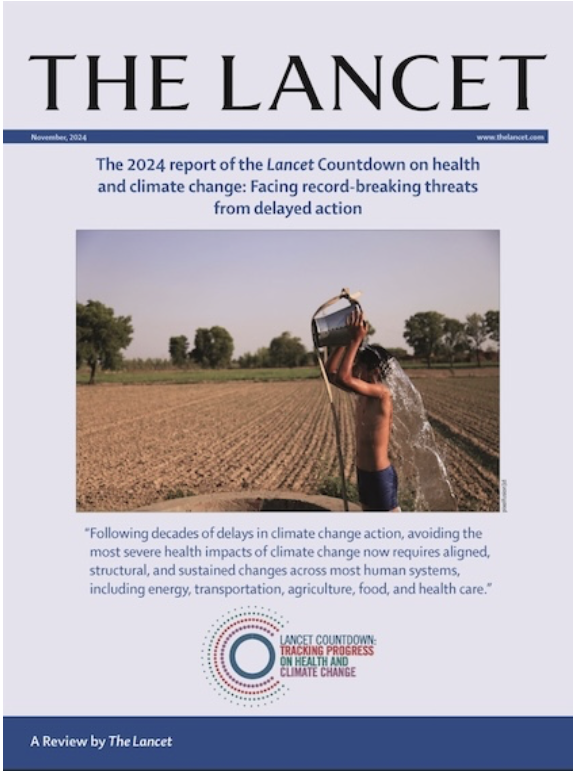 THE LANCET
November, 2024
www.thelancet.com
The 2024 report of the Lancet Countdown on health
and climate change: Facing record-breaking threats
from delayed action
“Following decades of delays in climate change action, avoiding the
most severe health impacts of climate change now requires aligned,
structural, and sustained changes across most human systems,
including energy, transportation, agriculture, food, and health care.”
LANCET COUNTDOWN:
TRACKING PROGRESS
ON HEALTH AND
CLIMATE CHANGE
A Review by The Lancet